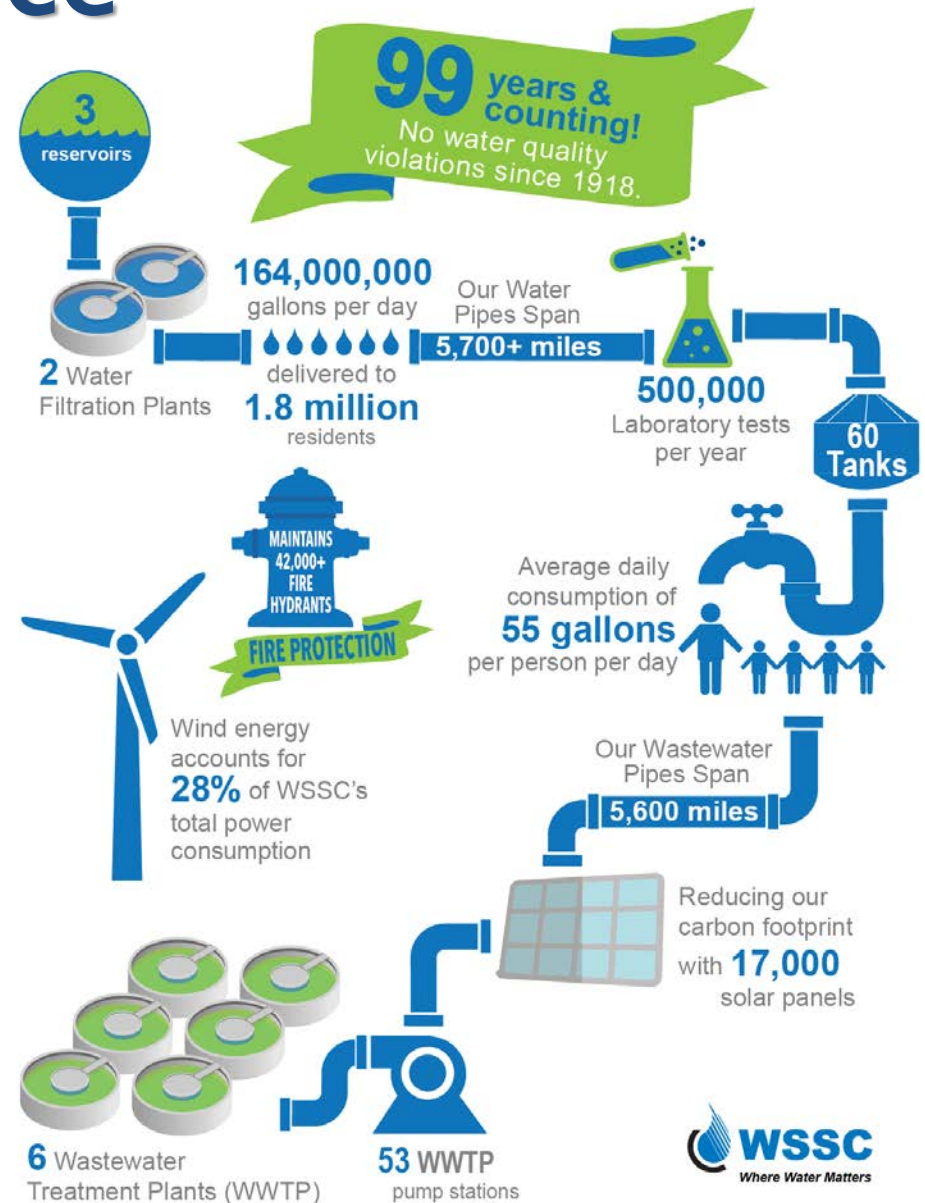 99 years &
counting!
No water quality
violations since 1918.
3
reservoirs
2 Water
Filtration Plants
164,000,000
gallons per day
delivered to
1.8 million
residents
Our Water
Pipes Span
5,700+ miles
500,000
Laboratory tests
per year
60
Tanks
MAINTAINS
42,000+
FIRE
HYDRANTS
FIRE PROTECTION
Average daily
consumption of
55 gallons
per person per day
Wind energy
accounts for
28% of WSSC's
total power
consumption
Our Wastewater
Pipes Span
5,600 miles
Reducing our
carbon footprint
with 17,000
solar panels
6 Wastewater
Treatment Plants (WWTP)
53 WWTP
pump stations
WSSC
Where Water Matters